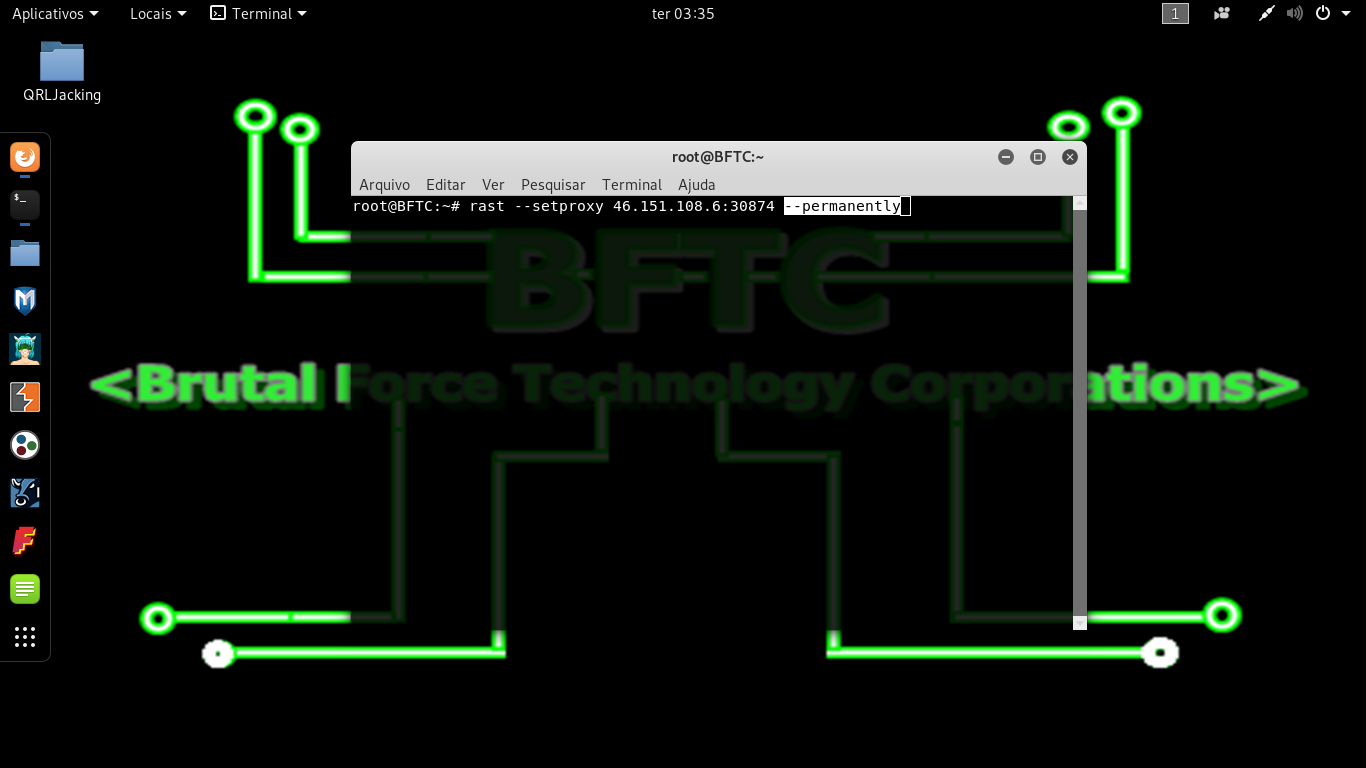 Aplicativos Locais Terminal ter 03:35 1
QRLJacking
root@BFTC:~
Arquivo Editar Ver Pesquisar Terminal Ajuda
root@BFTC:~# rast --setproxy 46.151.108.6:30874 --permanently
BFTC
<Brutal Force Technology Corporations>